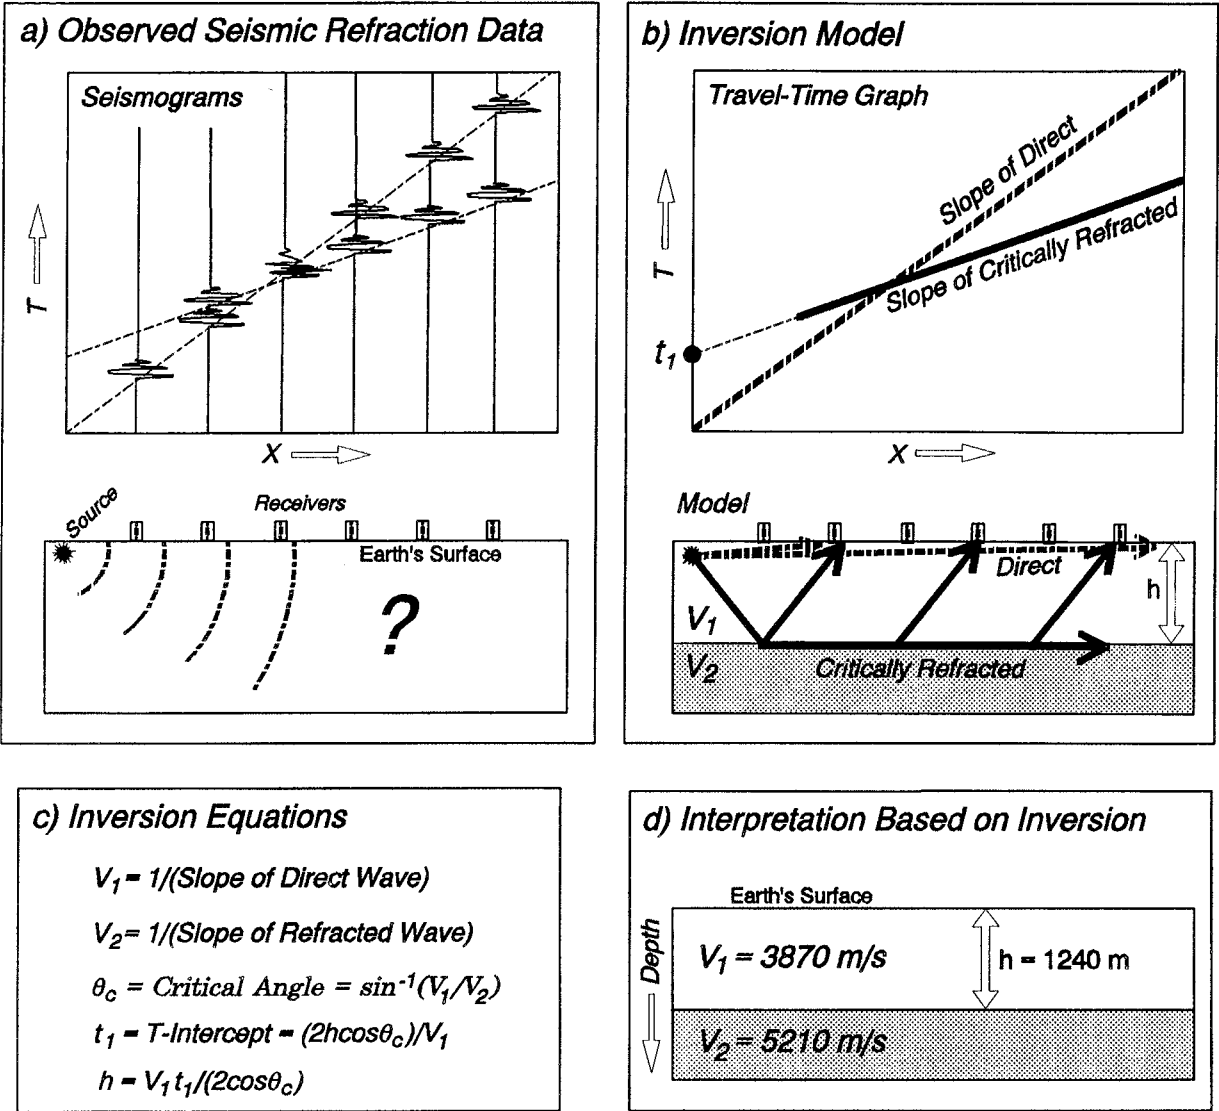 a) Observed Seismic Refraction Data
Seismograms
T
X
Source
Receivers
Earth's Surface
?
b) Inversion Model
Travel-Time Graph
Slope of Direct
Slope of Critically Refracted
T
t₁
X
Model
Direct
h
V₁
V₂
Critically Refracted
c) Inversion Equations
V₁ = 1/(Slope of Direct Wave)
V₂ = 1/(Slope of Refracted Wave)
θc = Critical Angle = sin⁻¹(V₁/V₂)
t₁ = T-Intercept = (2hcosθc)/V₁
h = V₁t₁/(2cosθc)
d) Interpretation Based on Inversion
Earth's Surface
Depth
V₁ = 3870 m/s
h = 1240 m
V₂ = 5210 m/s